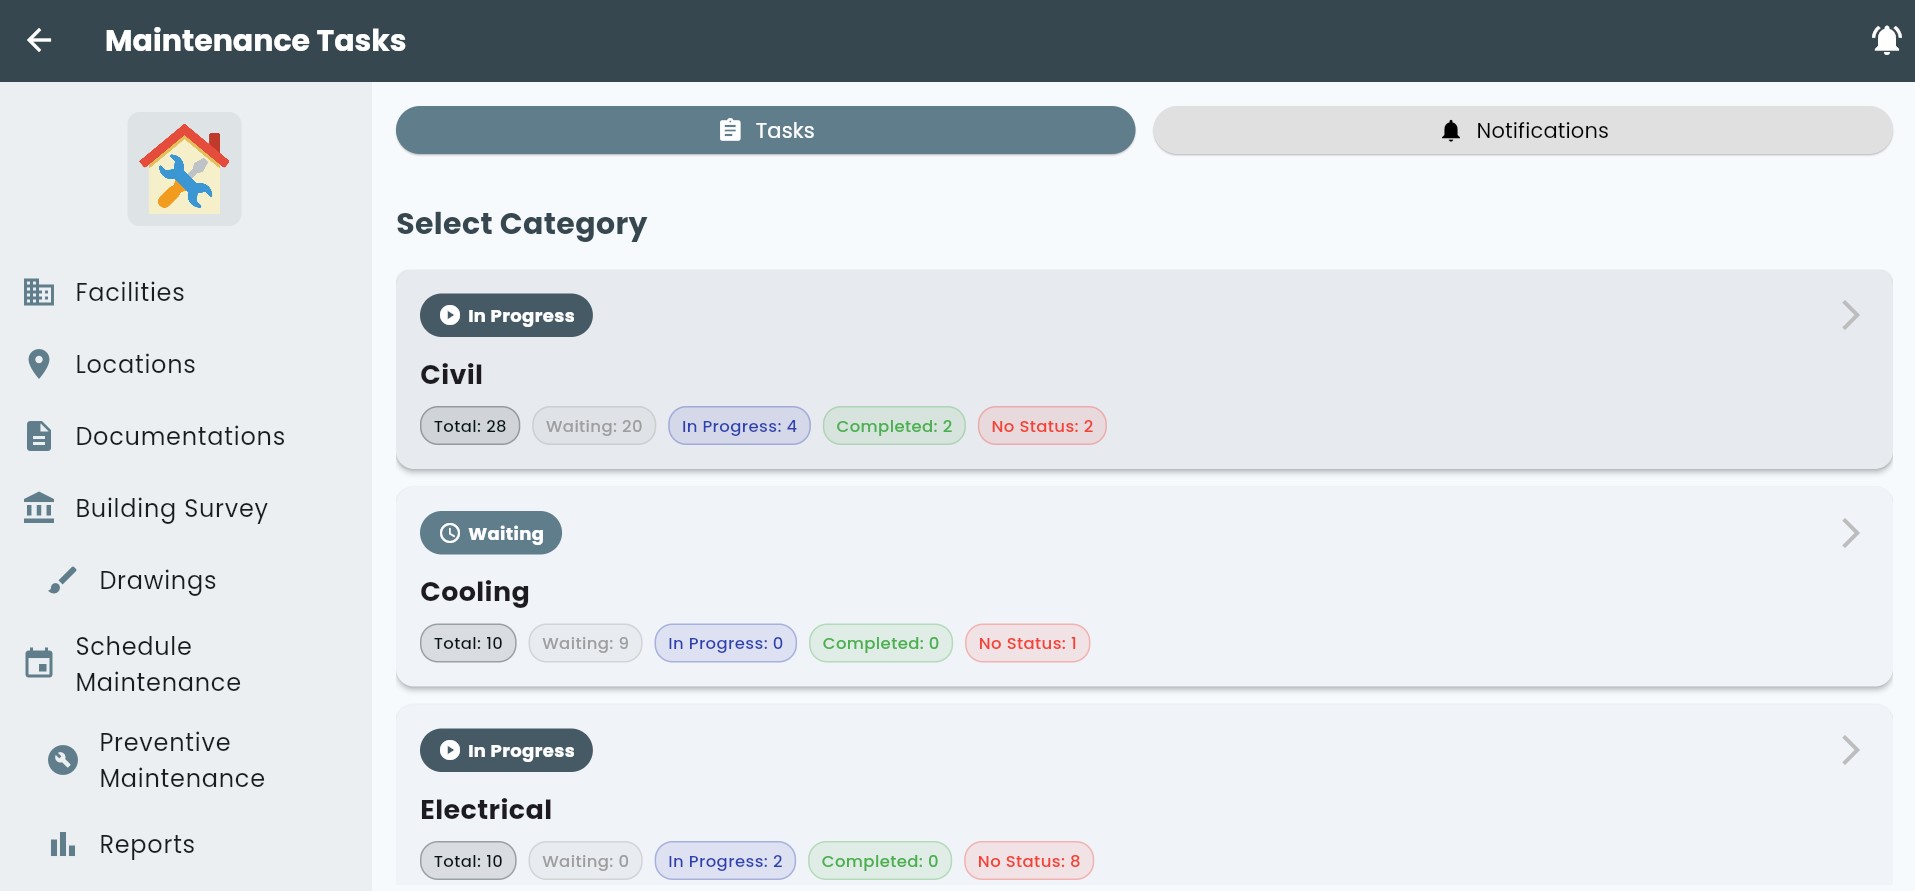 Maintenance Tasks
Facilities
Locations
Documentations
Building Survey
Drawings
Schedule
Maintenance
Preventive
Maintenance
Reports
Tasks
Notifications
Select Category
In Progress
Civil
Total: 28
Waiting: 20
In Progress: 4
Completed: 2
No Status: 2
Waiting
Cooling
Total: 10
Waiting: 9
In Progress: 0
Completed: 0
No Status: 1
In Progress
Electrical
Total: 10
Waiting: 0
In Progress: 2
Completed: 0
No Status: 8